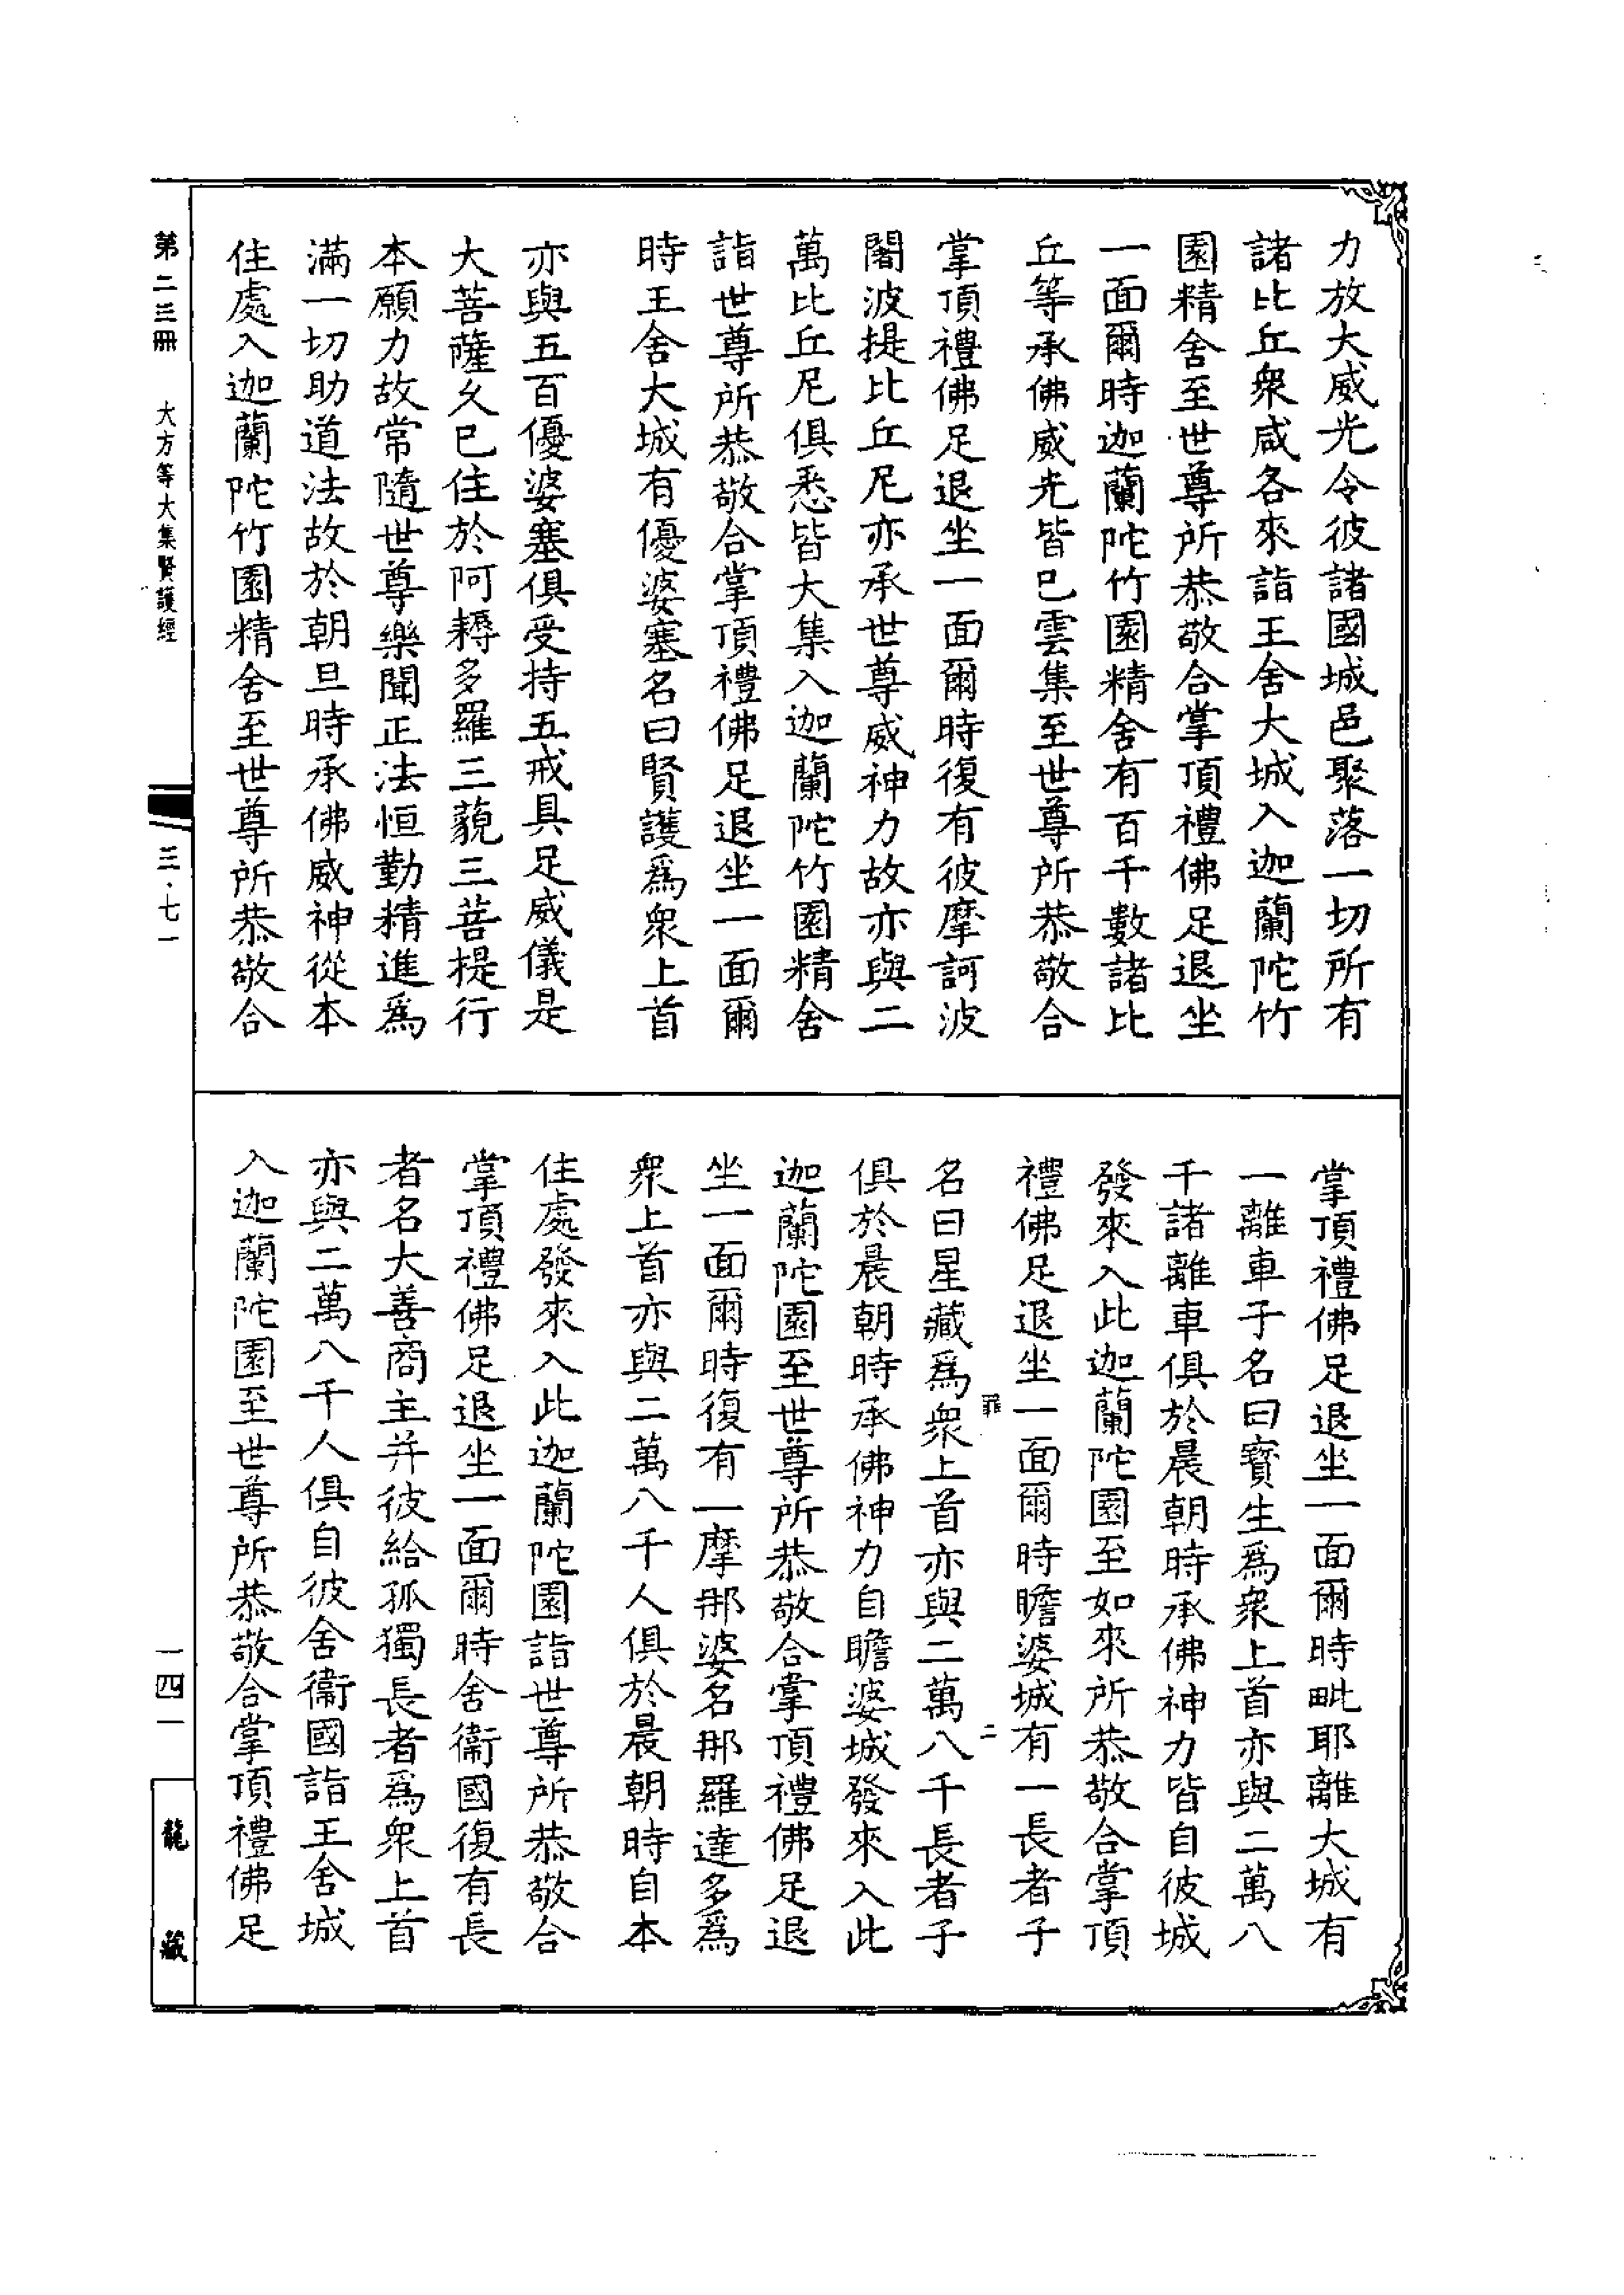 力放大威光令彼諸國城邑聚落一切所有
諸比丘衆咸各來詣王舍大城入迦蘭陀竹
園精舍至世尊所恭敬合掌頂禮佛足退坐
一面爾時迦蘭陀竹園精舍有百千數諸比
丘等承佛威光皆已雲集至世尊所恭敬合
掌頂禮佛足退坐一面爾時復有彼摩訶波
闍波提比丘尼亦承世尊威神力故亦與二
萬比丘尼俱悉皆大集入迦蘭陀竹園精舍
詣世尊所恭敬合掌頂禮佛足退坐一面爾
時王舍大城有優婆塞名曰賢護爲衆上首
亦與五百優婆塞俱受持五戒具足威儀是
大菩薩久已住於阿耨多羅三藐三菩提行
本願力故常隨世尊樂聞正法恒勤精進爲
滿一切助道法故於朝旦時承佛威神從本
住處入迦蘭陀竹園精舍至世尊所恭敬合
掌頂禮佛足退坐一面爾時毗耶離大城有
一離車子名曰寳生爲衆上首亦與二萬八
千諸離車俱於晨朝時承佛神力皆自彼城
發來入此迦蘭陀園至如來所恭敬合掌頂
禮佛足退坐一面爾時瞻婆城有一長者子
罪 二
名曰星藏爲衆上首亦與二萬八千長者子
俱於晨朝時承佛神力自瞻婆城發來入此
迦蘭陀園至世尊所恭敬合掌頂禮佛足退
坐一面爾時復有一摩那婆名那羅達多爲
衆上首亦與二萬八千人俱於晨朝時自本
住處發來入此迦蘭陀園詣世尊所恭敬合
掌頂禮佛足退坐一面爾時舍衞國復有長
者名大善商主并彼給孤獨長者爲衆上首
亦與二萬八千人俱自彼舍衞國詣王舍城
入迦蘭陀園至世尊所恭敬合掌頂禮佛足
第二三冊 大方等大集賢護經
三·七一
一四一
龍藏